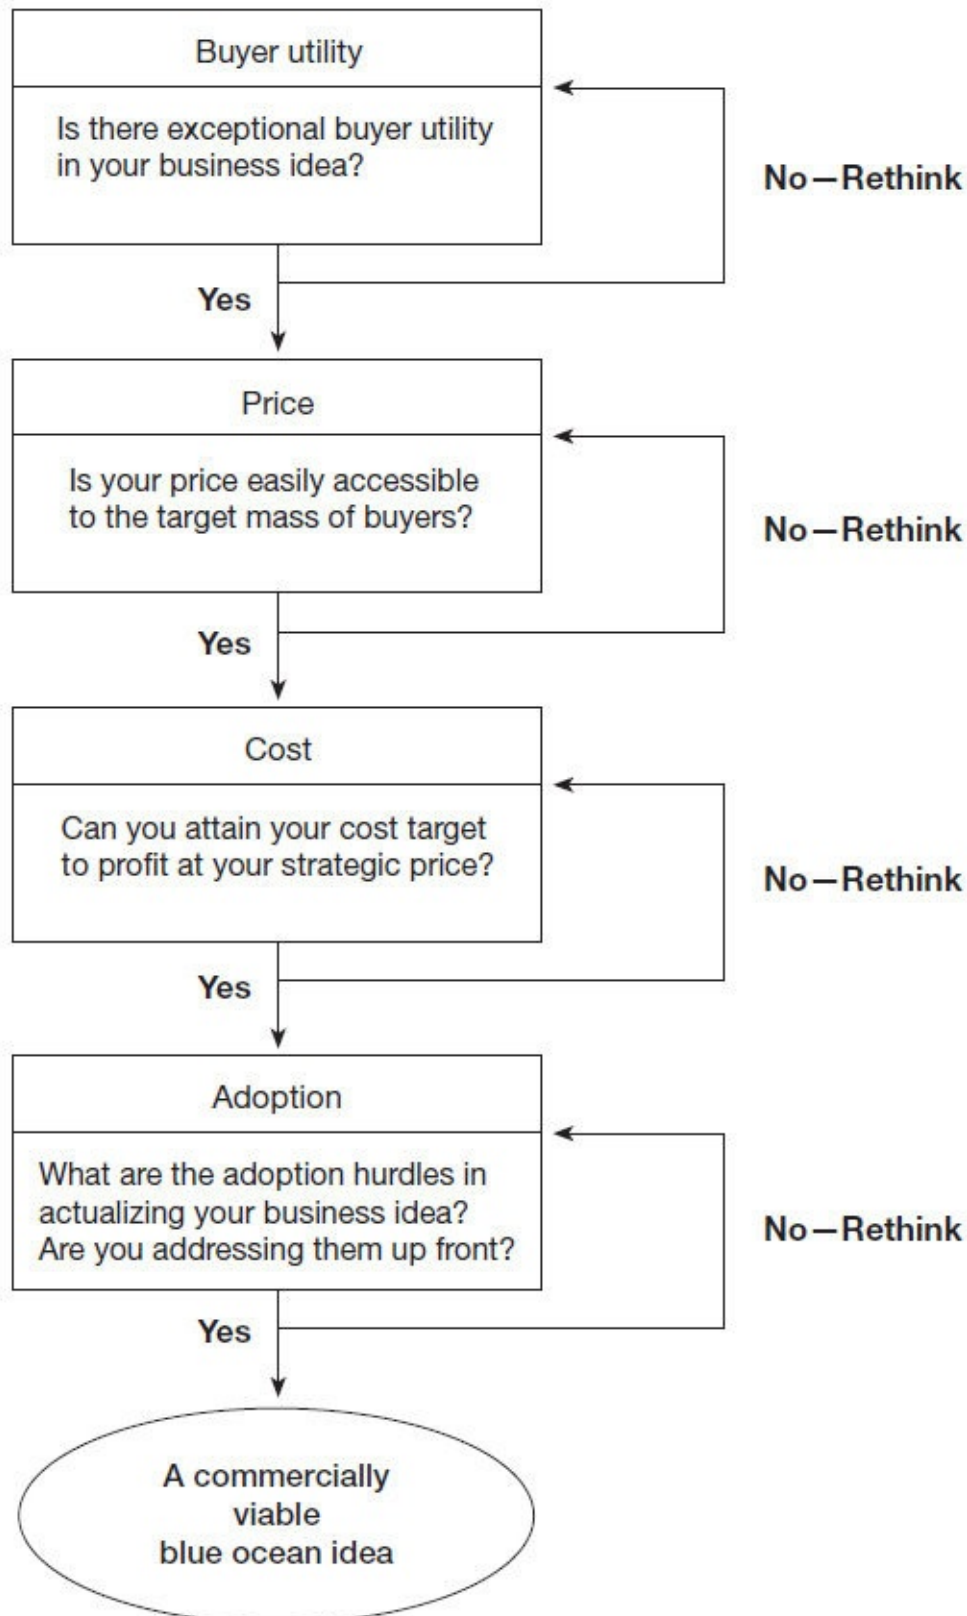 Buyer utility
Is there exceptional buyer utility
in your business idea?
No—Rethink
Yes
Price
Is your price easily accessible
to the target mass of buyers?
No—Rethink
Yes
Cost
Can you attain your cost target
to profit at your strategic price?
No—Rethink
Yes
Adoption
What are the adoption hurdles in
actualizing your business idea?
Are you addressing them up front?
No—Rethink
Yes
A commercially
viable
blue ocean idea